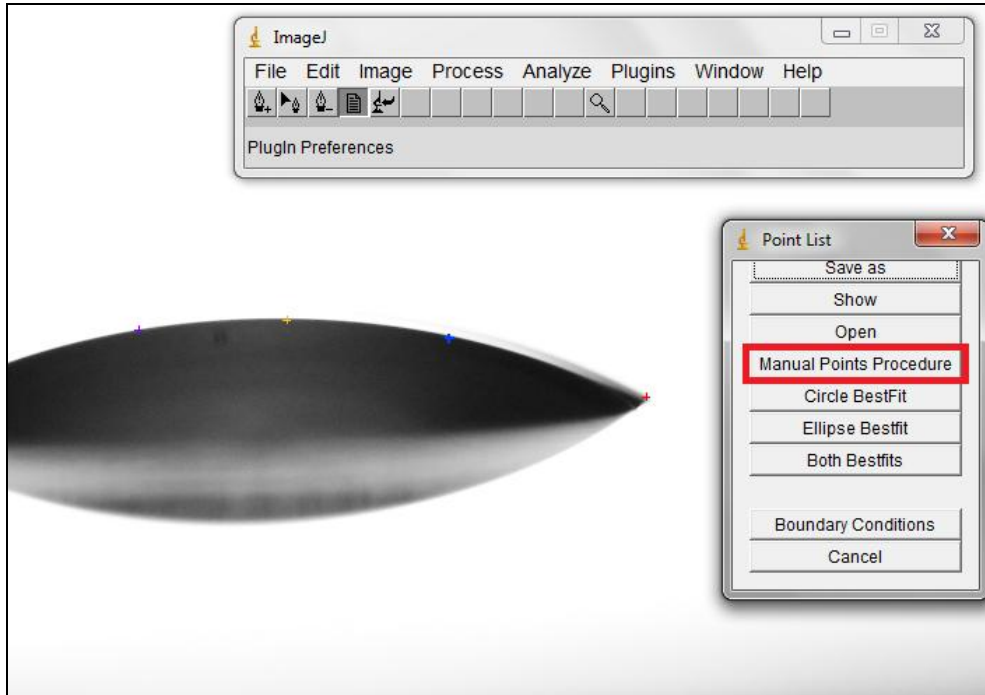 ImageJ
File Edit Image Process Analyze Plugins Window Help
PlugIn Preferences
Point List
Save as
Show
Open
Manual Points Procedure
Circle BestFit
Ellipse Bestfit
Both Bestfits
Boundary Conditions
Cancel